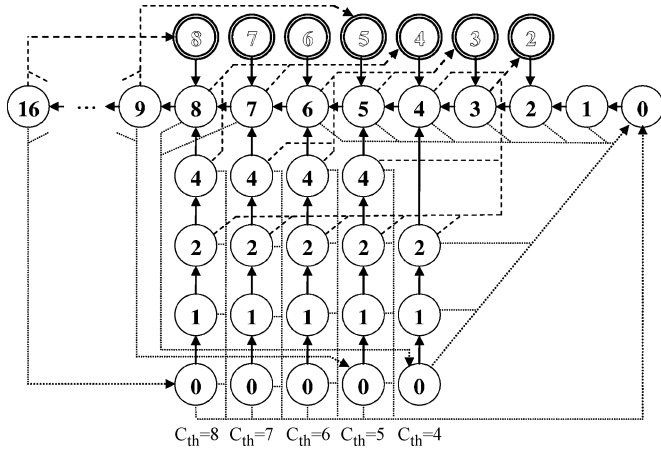 8 7 6 5 4 3 2
16 ... 9 8 7 6 5 4 3 2 1 0
4 4 4 4
2 2 2 2 2
1 1 1 1 1
0 0 0 0 0
C_th=8 C_th=7 C_th=6 C_th=5 C_th=4